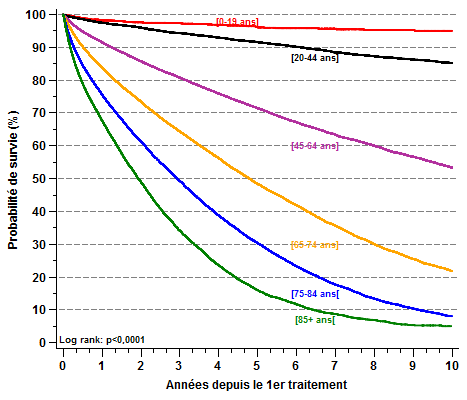 100
90
80
70
60
50
40
30
20
10
0
Probabilité de survie (%)
[0-19 ans]
[20-44 ans[
[45-64 ans[
[65-74 ans[
[75-84 ans[
[85+ ans[
Log rank: p<0,0001
0 1 2 3 4 5 6 7 8 9 10
Années depuis le 1er traitement